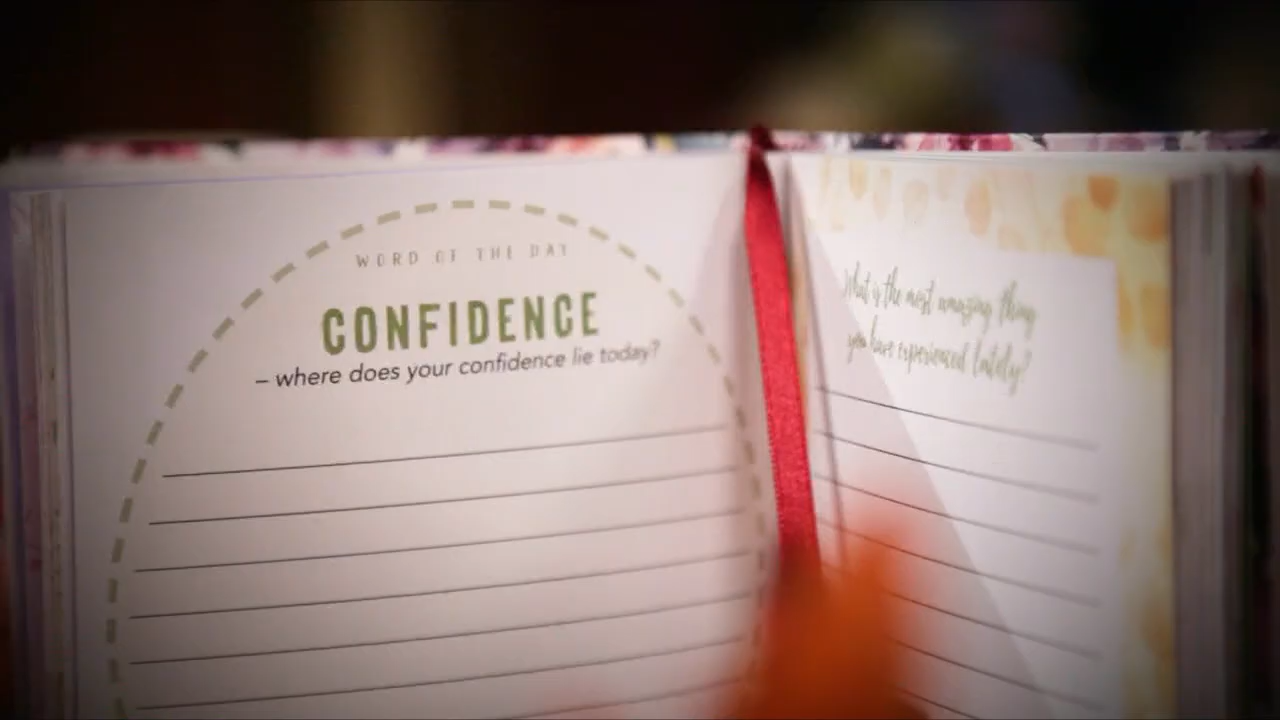 WORD OF THE DAY
CONFIDENCE
– where does your confidence lie today?
What is the most amazing thing
you have experienced lately?